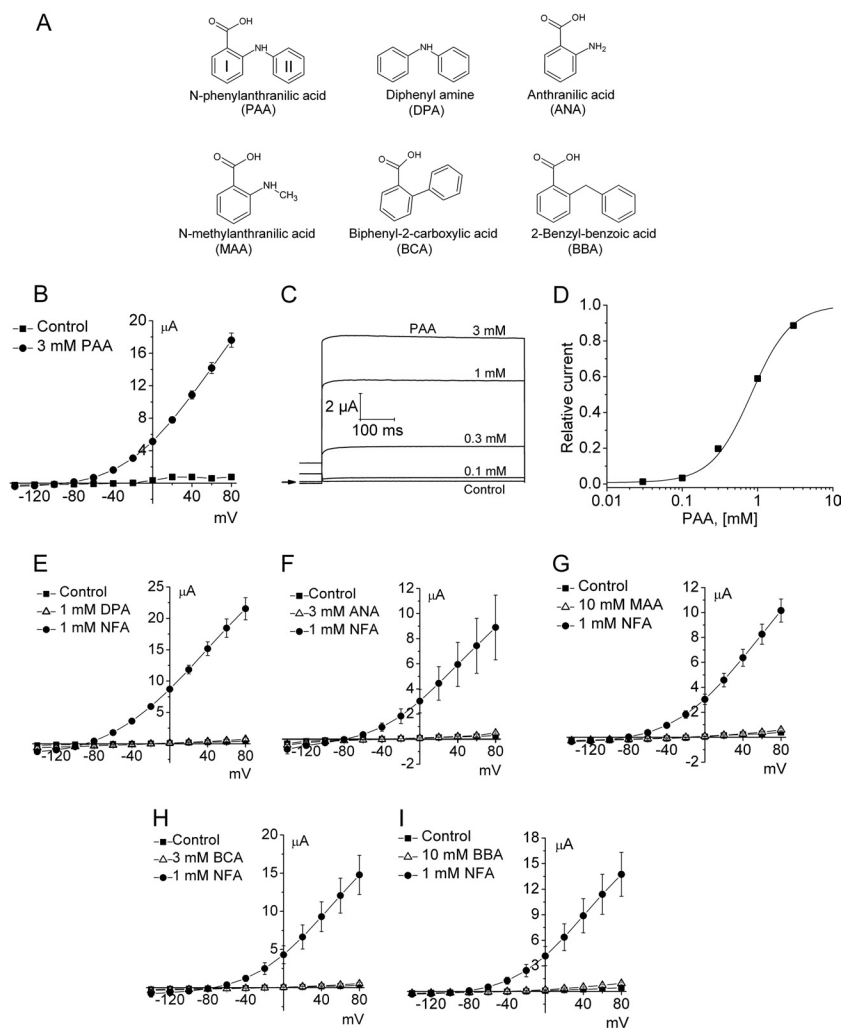 A
O OH
NH
I II
N-phenylanthranilic acid
(PAA)
NH
Diphenyl amine
(DPA)
O OH
NH2
Anthranilic acid
(ANA)
O OH
NH
CH3
N-methylanthranilic acid
(MAA)
O OH
Biphenyl-2-carboxylic acid
(BCA)
O OH
2-Benzyl-benzoic acid
(BBA)
B
Control
3 mM PAA
µA
20
16
12
8
4
-120 -80 -40 40 80
mV
C
PAA 3 mM
1 mM
2 µA
100 ms
0.3 mM
0.1 mM
Control
D
Relative current
1.0
0.8
0.6
0.4
0.2
0.0
0.01 0.1 1 10
PAA, [mM]
E
Control
1 mM DPA
1 mM NFA
µA
25
20
15
10
5
-120 -80 -40 40 80
mV
F
Control
3 mM ANA
1 mM NFA
µA
12
10
8
6
4
2
-2
-120 -80 -40 40 80
mV
G
Control
10 mM MAA
1 mM NFA
µA
12
10
8
6
4
2
-2
-120 -80 -40 40 80
mV
H
Control
3 mM BCA
1 mM NFA
µA
20
15
10
5
-120 -80 -40 40 80
mV
I
Control
10 mM BBA
1 mM NFA
µA
18
15
12
9
6
3
-120 -80 -40 40 80
mV